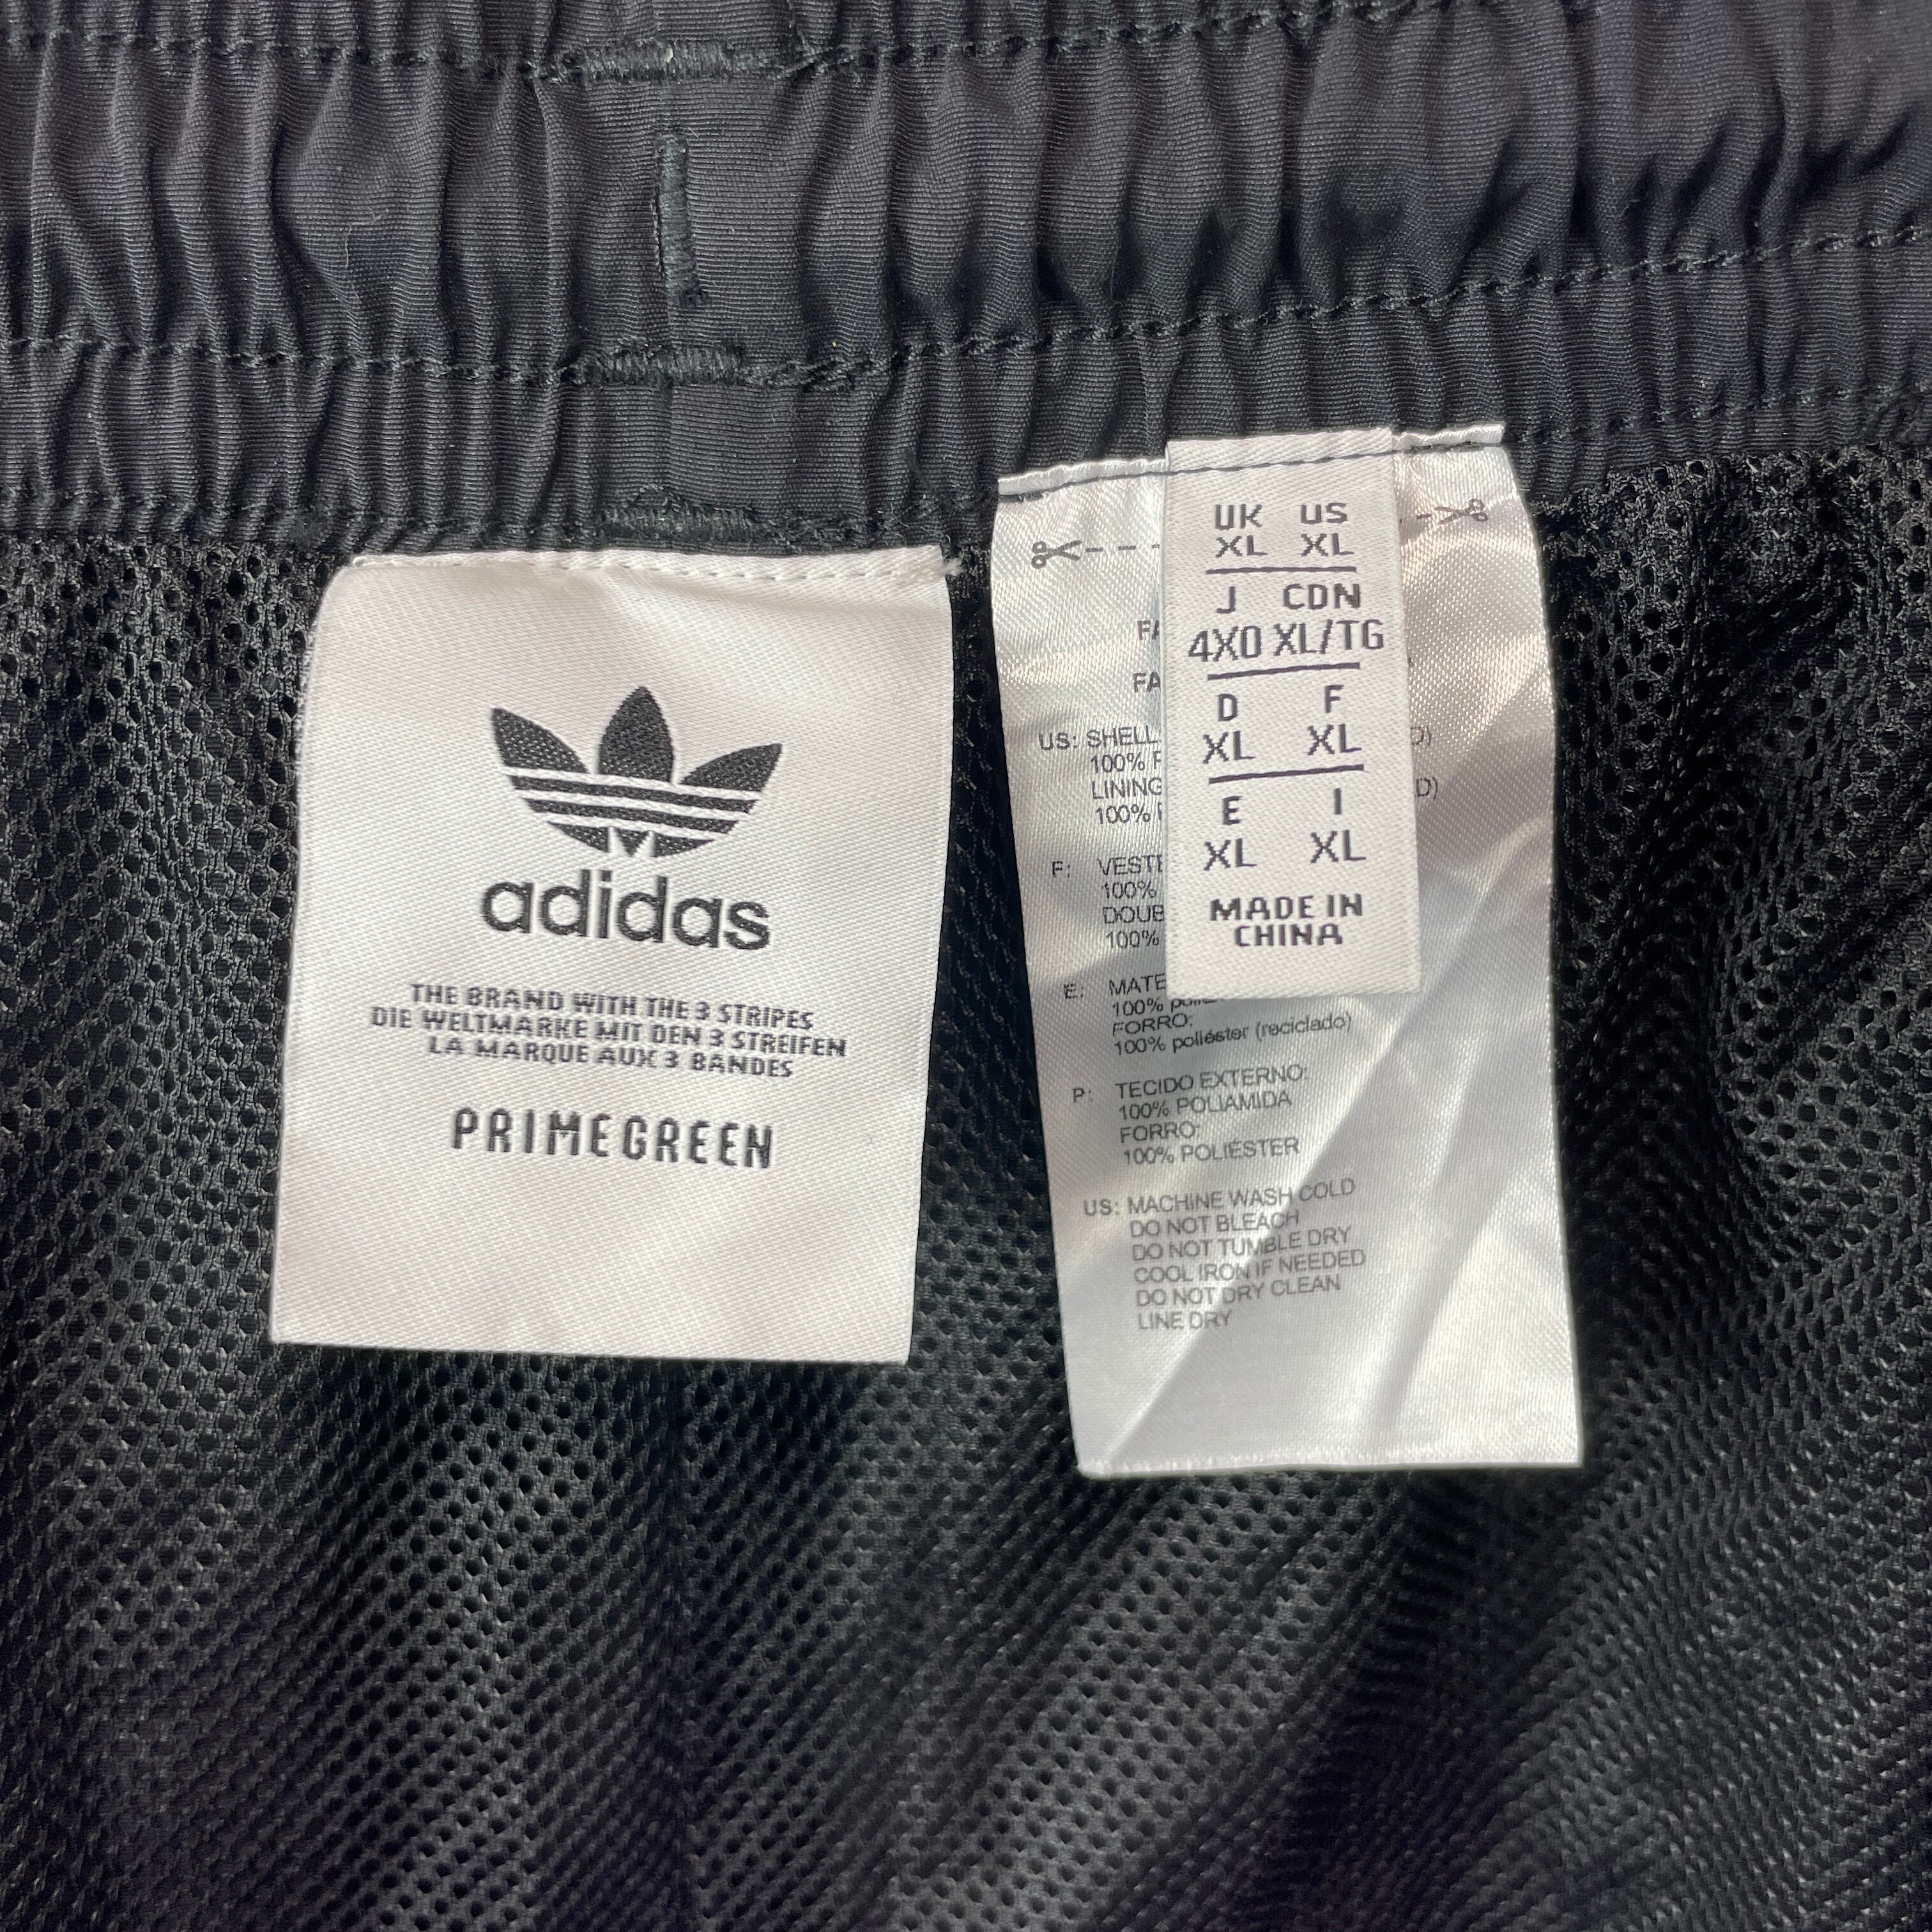 adidas
THE BRAND WITH THE 3 STRIPES
DIE WELTMARKE MIT DEN 3 STREIFEN
LA MARQUE AUX 3 BANDES
PRIMEGREEN
UK US
XL XL
J CDN
4XO XL/TG
D F
XL XL
E I
XL XL
MADE IN
CHINA
US: SHELL
100%
LINING
100%
F:
100%
100%
E:
100%
FORRO:
100% poliéster (reciclado)
P: TECIDO EXTERNO:
100% POLIAMIDA
FORRO:
100% POLIÉSTER
US: MACHINE WASH COLD
DO NOT BLEACH
DO NOT TUMBLE DRY
COOL IRON IF NEEDED
DO NOT DRY CLEAN
LINE DRY